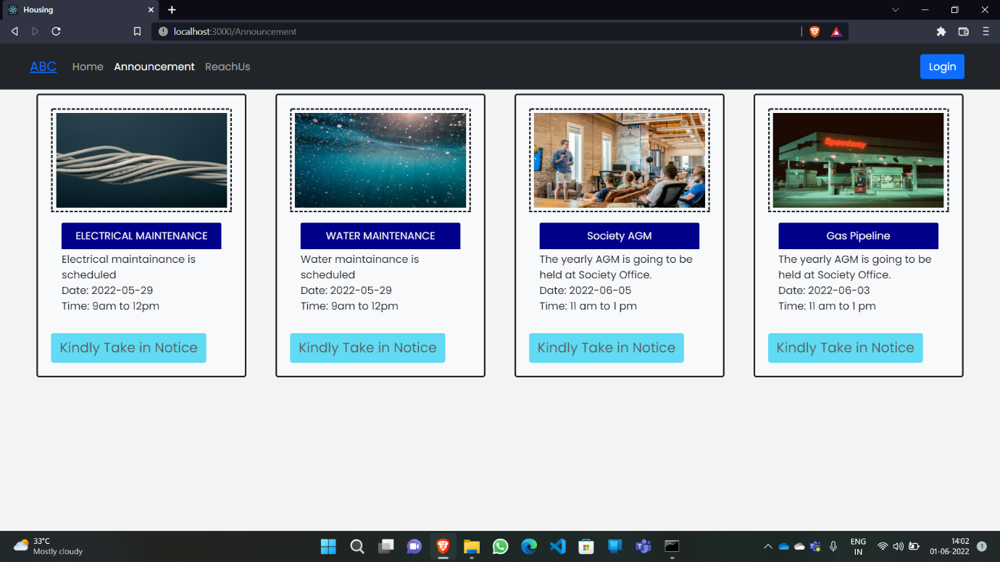 Housing
localhost:3000/Announcement
ABC
Home
Announcement
ReachUs
Login
WIN
Speedway
ELECTRICAL MAINTENANCE
Electrical maintainance is
scheduled
Date: 2022-05-29
Time: 9am to 12pm
Kindly Take in Notice
WATER MAINTENANCE
Water maintainance is
scheduled
Date: 2022-05-29
Time: 9am to 12pm
Kindly Take in Notice
Society AGM
The yearly AGM is going to be
held at Society Office.
Date: 2022-06-05
Time: 11 am to 1 pm
Kindly Take in Notice
Gas Pipeline
The yearly AGM is going to be
held at Society Office.
Date: 2022-06-03
Time: 11 am to 1 pm
Kindly Take in Notice
33°C
Mostly cloudy
ENG
IN
14:02
01-06-2022
1